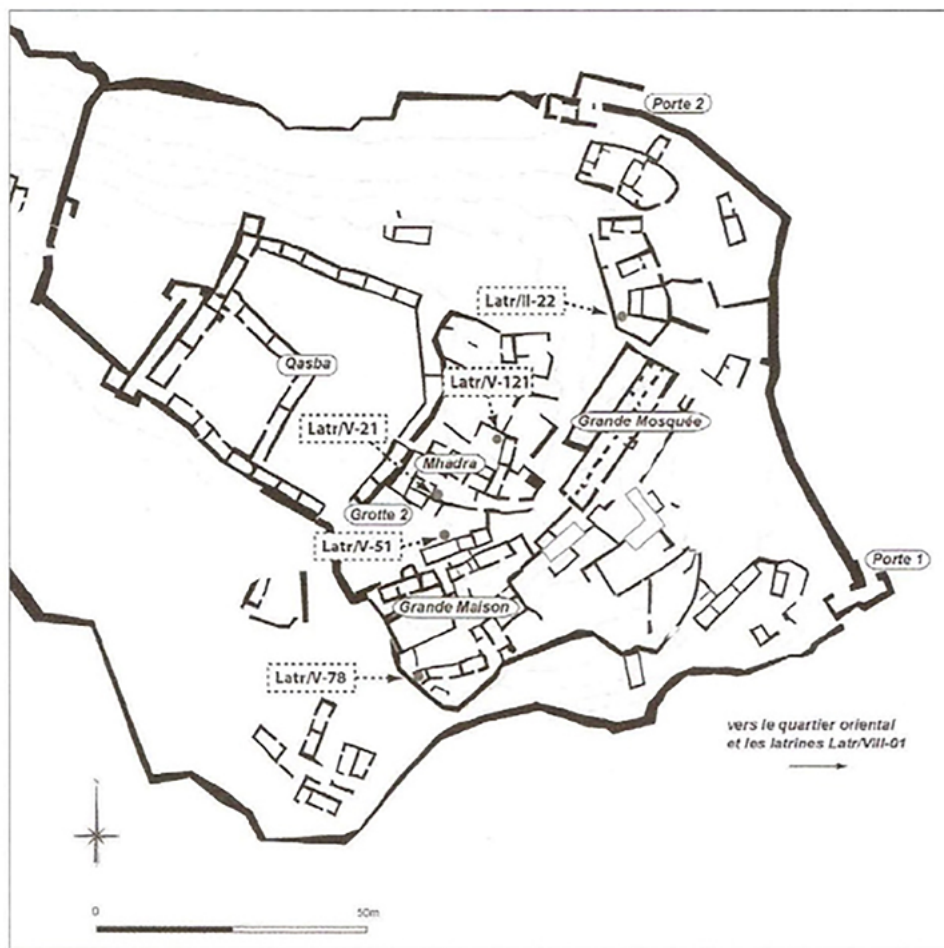 Porte 2
Latr/II-22
Qasba
Latr/V-121
Grande Mosquée
Latr/V-21
Mhadra
Grotte 2
Latr/V-51
Porte 1
Grande Maison
Latr/V-78
vers le quartier oriental
et les latrines Latr/VIII-01
0
50m